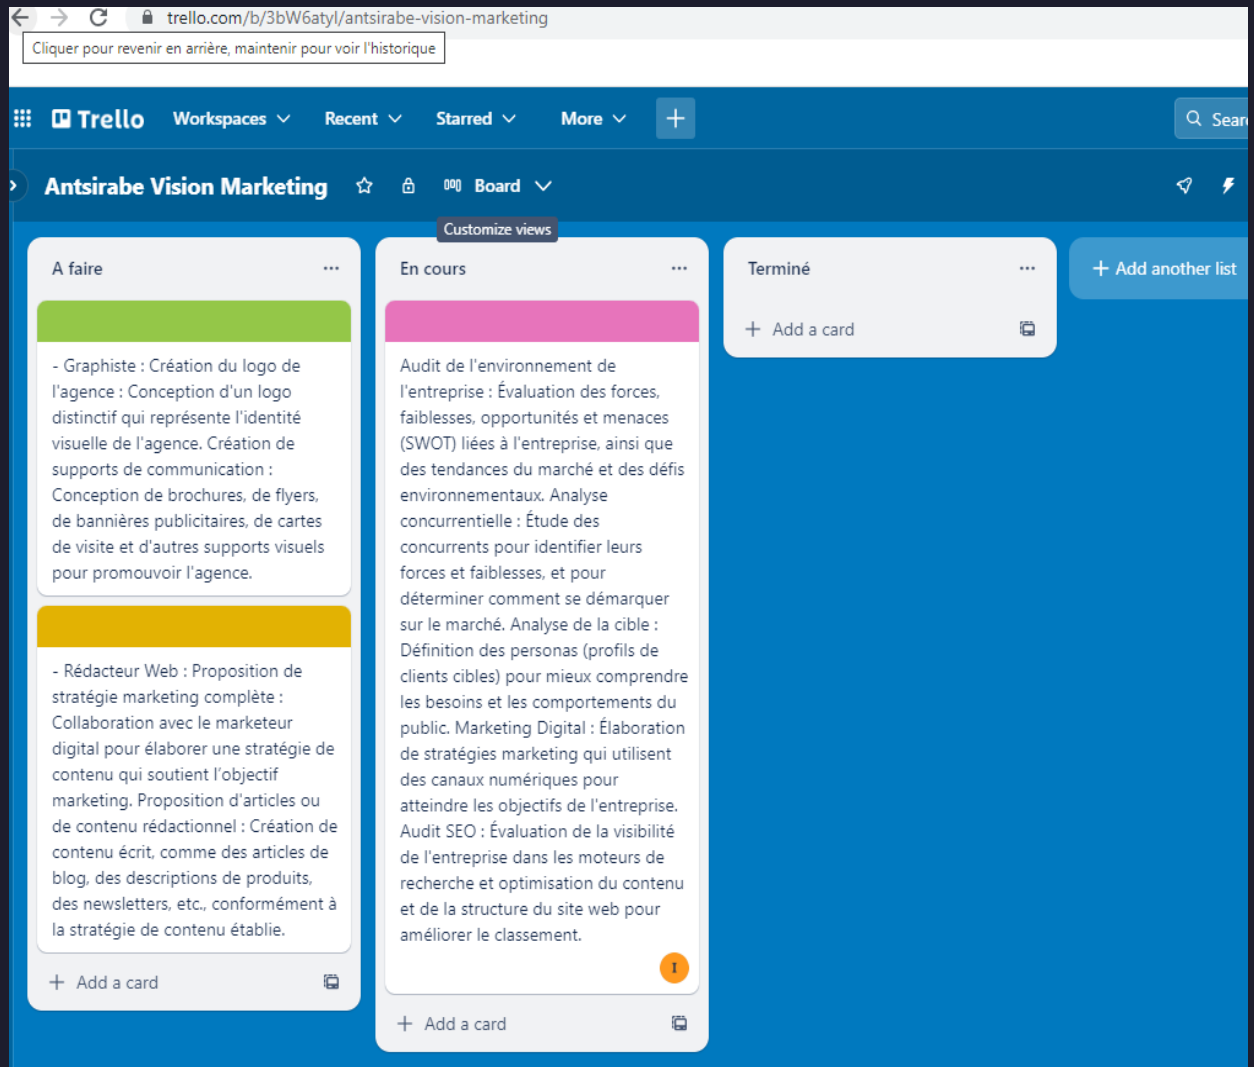 trello.com/b/3bW6atyl/antsirabe-vision-marketing
Cliquer pour revenir en arrière, maintenir pour voir l'historique
Trello Workspaces Recent Starred More Sear
Antsirabe Vision Marketing Board
Customize views
A faire
- Graphiste : Création du logo de
l'agence : Conception d'un logo
distinctif qui représente l'identité
visuelle de l'agence. Création de
supports de communication :
Conception de brochures, de flyers,
de bannières publicitaires, de cartes
de visite et d'autres supports visuels
pour promouvoir l'agence.
- Rédacteur Web : Proposition de
stratégie marketing complète :
Collaboration avec le marketeur
digital pour élaborer une stratégie de
contenu qui soutient l’objectif
marketing. Proposition d'articles ou
de contenu rédactionnel : Création de
contenu écrit, comme des articles de
blog, des descriptions de produits,
des newsletters, etc., conformément à
la stratégie de contenu établie.
+ Add a card
En cours
Audit de l'environnement de
l'entreprise : Évaluation des forces,
faiblesses, opportunités et menaces
(SWOT) liées à l'entreprise, ainsi que
des tendances du marché et des défis
environnementaux. Analyse
concurrentielle : Étude des
concurrents pour identifier leurs
forces et faiblesses, et pour
déterminer comment se démarquer
sur le marché. Analyse de la cible :
Définition des personas (profils de
clients cibles) pour mieux comprendre
les besoins et les comportements du
public. Marketing Digital : Élaboration
de stratégies marketing qui utilisent
des canaux numériques pour
atteindre les objectifs de l'entreprise.
Audit SEO : Évaluation de la visibilité
de l'entreprise dans les moteurs de
recherche et optimisation du contenu
et de la structure du site web pour
améliorer le classement.
I
+ Add a card
Terminé
+ Add a card
+ Add another list